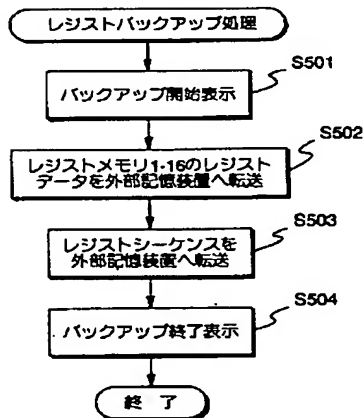 レジストバックアップ処理
S501
バックアップ開始表示
S502
レジストメモリ1-16のレジスト
データを外部記憶装置へ転送
S503
レジストシーケンスを
外部記憶装置へ転送
S504
バックアップ終了表示
終 了